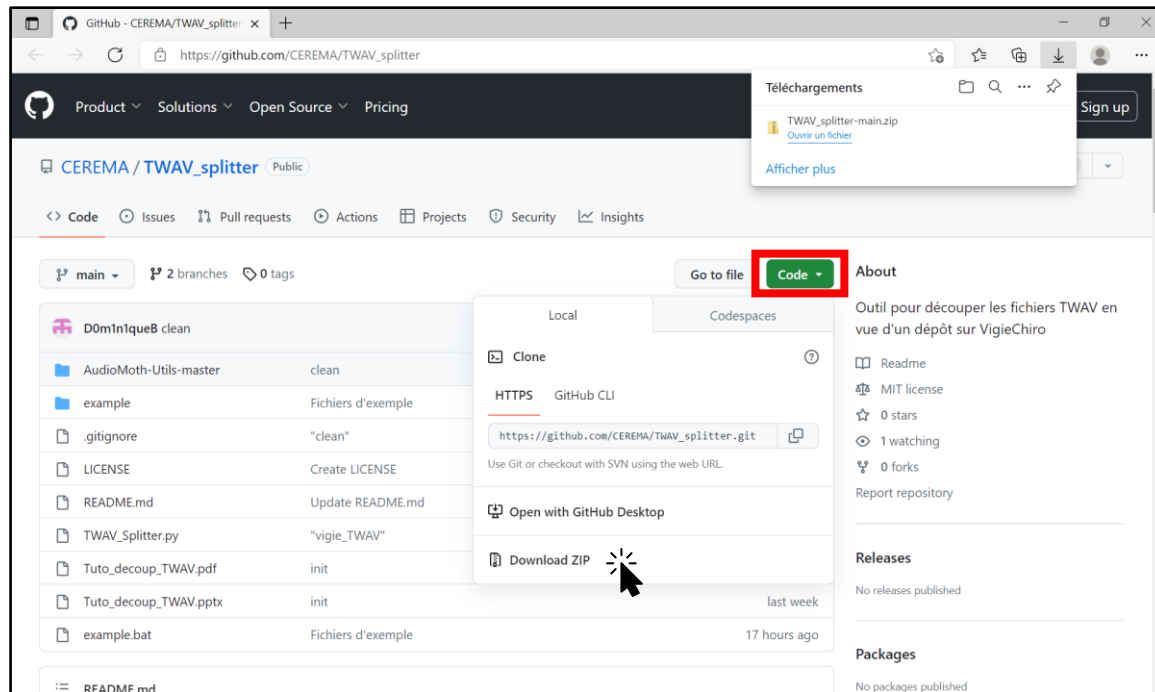 GitHub - CEREMA/TWAV_splitter
https://github.com/CEREMA/TWAV_splitter
Téléchargements
TWAV_splitter-main.zip
Ouvrir un fichier
Afficher plus
Product
Solutions
Open Source
Pricing
Sign up
CEREMA / TWAV_splitter Public
Code
Issues
Pull requests
Actions
Projects
Security
Insights
main
2 branches
0 tags
Go to file
Code
D0m1n1queB clean
AudioMoth-Utils-master clean
example Fichiers d'exemple
.gitignore "clean"
LICENSE Create LICENSE
README.md Update README.md
TWAV_Splitter.py "vigie_TWAV"
Tuto_decoup_TWAV.pdf init
Tuto_decoup_TWAV.pptx init last week
example.bat Fichiers d'exemple 17 hours ago
README.md
Local
Codespaces
Clone
HTTPS
GitHub CLI
https://github.com/CEREMA/TWAV_splitter.git
Use Git or checkout with SVN using the web URL.
Open with GitHub Desktop
Download ZIP
About
Outil pour découper les fichiers TWAV en
vue d'un dépôt sur VigieChiro
Readme
MIT license
0 stars
1 watching
0 forks
Report repository
Releases
No releases published
Packages
No packages published